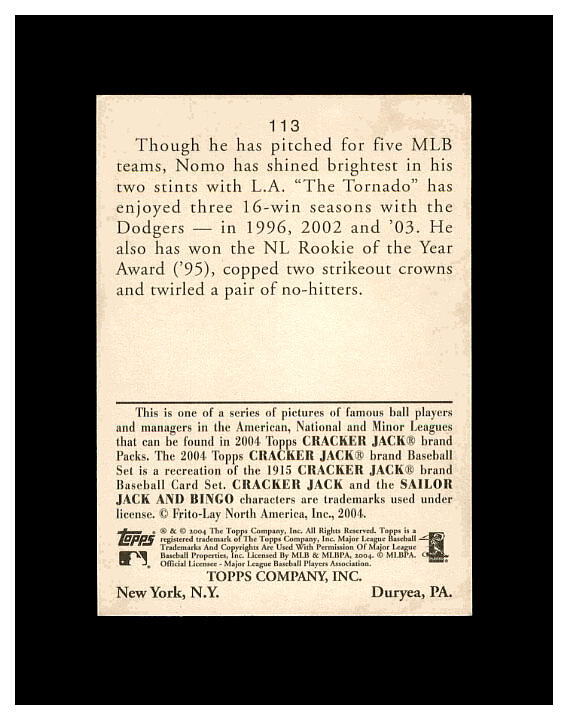 113
Though he has pitched for five MLB
teams, Nomo has shined brightest in his
two stints with L.A. “The Tornado” has
enjoyed three 16-win seasons with the
Dodgers — in 1996, 2002 and ’03. He
also has won the NL Rookie of the Year
Award (’95), copped two strikeout crowns
and twirled a pair of no-hitters.
This is one of a series of pictures of famous ball players
and managers in the American, National and Minor Leagues
that can be found in 2004 Topps CRACKER JACK® brand
Packs. The 2004 Topps CRACKER JACK® brand Baseball
Set is a recreation of the 1915 CRACKER JACK® brand
Baseball Card Set. CRACKER JACK and the SAILOR
JACK AND BINGO characters are trademarks used under
license. © Frito-Lay North America, Inc., 2004.
Topps ® & © 2004 The Topps Company, Inc. All Rights Reserved. Topps is a
registered trademark of The Topps Company, Inc. Major League Baseball
Trademarks And Copyrights Are Used With Permission Of Major League
Baseball Properties, Inc. Licensed By MLB & MLBPA, 2004. © MLBPA.
Official Licensee - Major League Baseball Players Association.
TOPPS COMPANY, INC.
New York, N.Y. Duryea, PA.